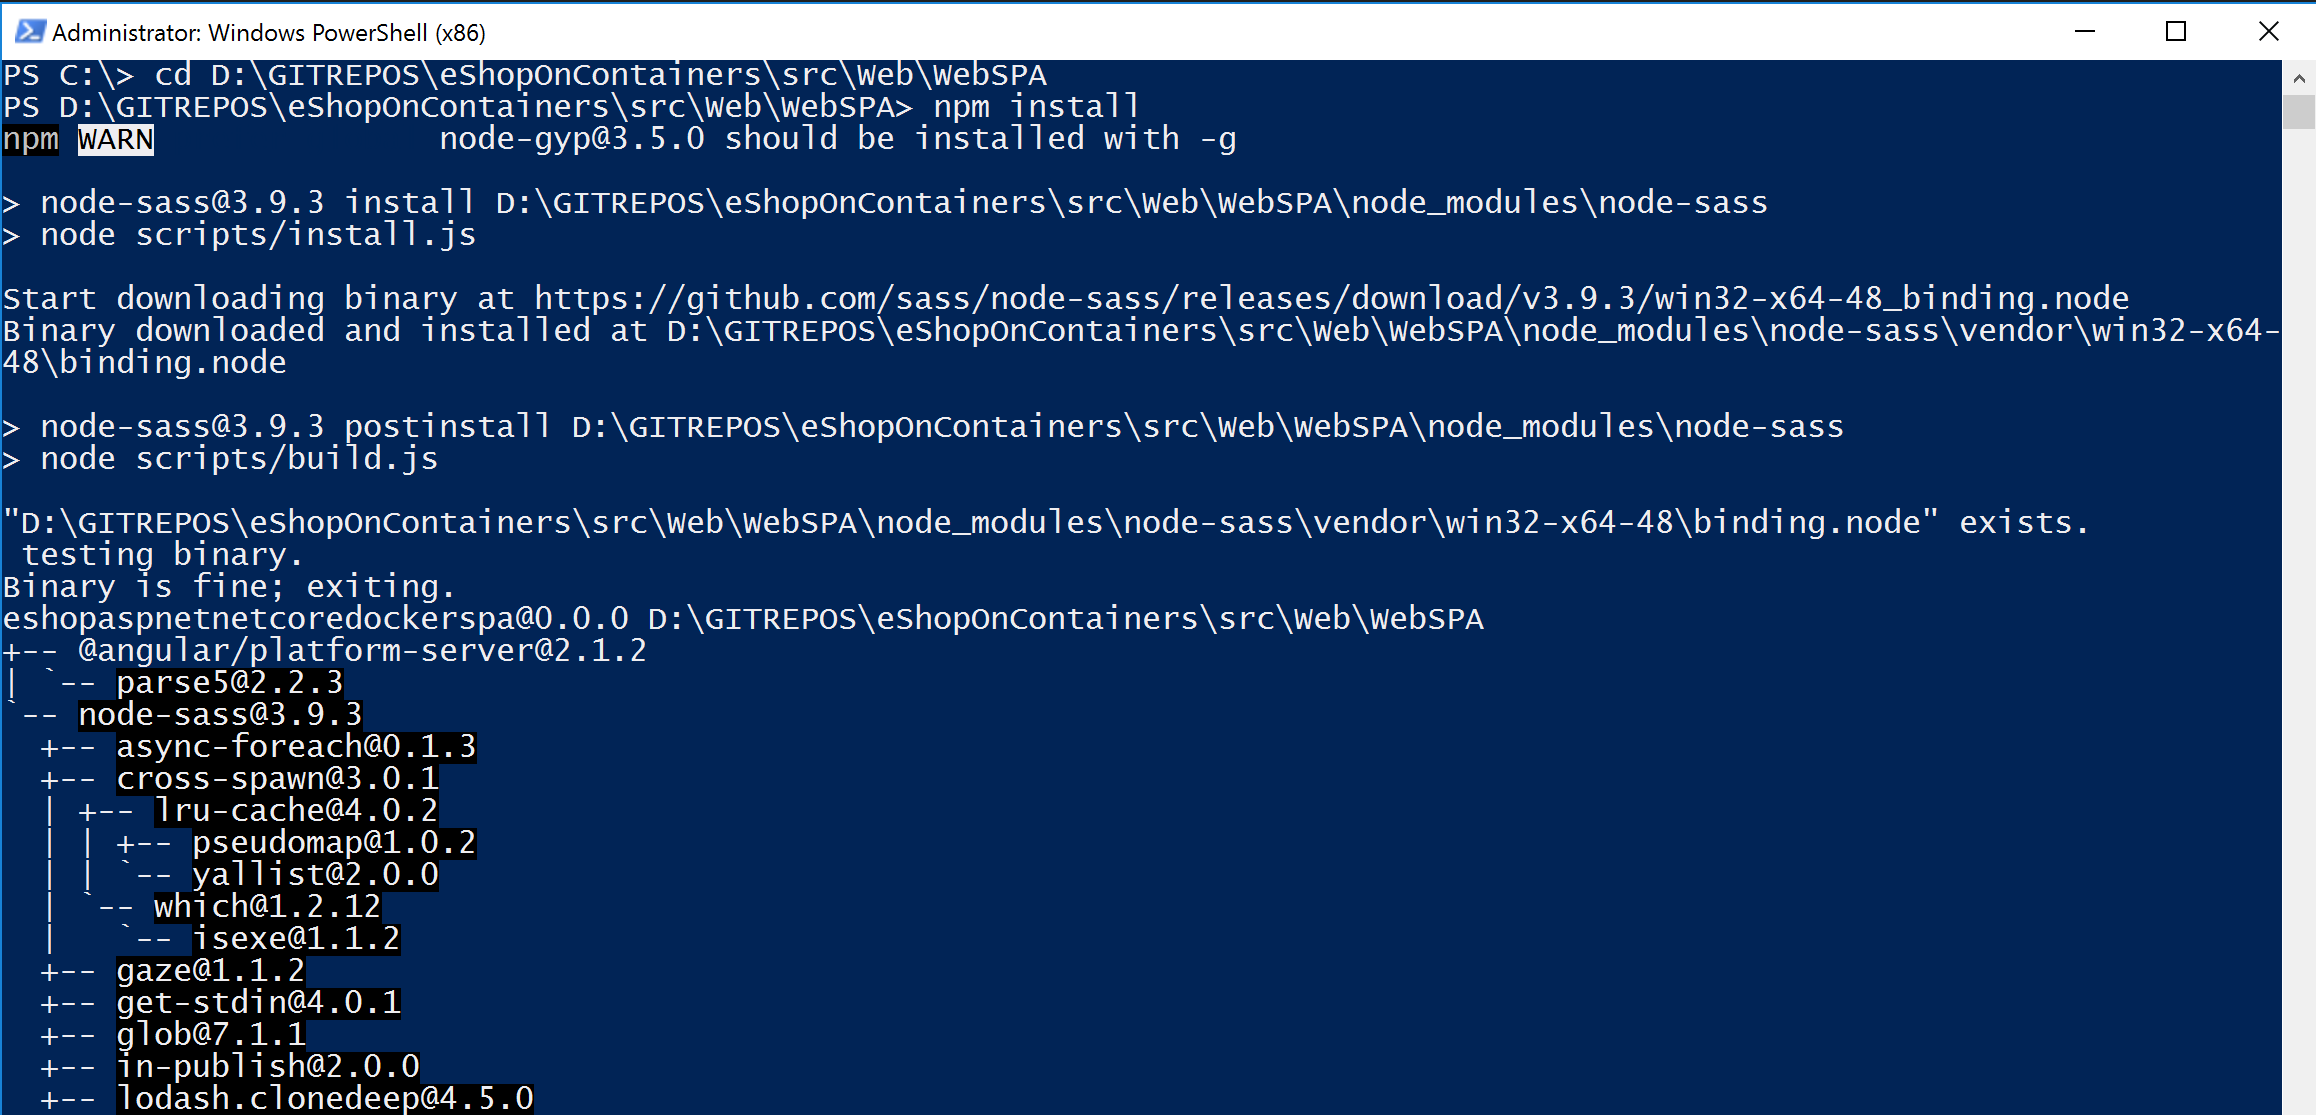 Administrator: Windows PowerShell (x86)
PS C:\> cd D:\GITREPOS\eShopOnContainers\src\Web\WebSPA
PS D:\GITREPOS\eShopOnContainers\src\Web\WebSPA> npm install
npm WARN               node-gyp@3.5.0 should be installed with -g
> node-sass@3.9.3 install D:\GITREPOS\eShopOnContainers\src\Web\WebSPA\node_modules\node-sass
> node scripts/install.js
Start downloading binary at https://github.com/sass/node-sass/releases/download/v3.9.3/win32-x64-48_binding.node
Binary downloaded and installed at D:\GITREPOS\eShopOnContainers\src\Web\WebSPA\node_modules\node-sass\vendor\win32-x64-
48\binding.node
> node-sass@3.9.3 postinstall D:\GITREPOS\eShopOnContainers\src\Web\WebSPA\node_modules\node-sass
> node scripts/build.js
"D:\GITREPOS\eShopOnContainers\src\Web\WebSPA\node_modules\node-sass\vendor\win32-x64-48\binding.node" exists.
 testing binary.
Binary is fine; exiting.
eshopaspnetnetcoredockerspa@0.0.0 D:\GITREPOS\eShopOnContainers\src\Web\WebSPA
+-- @angular/platform-server@2.1.2
| `-- parse5@2.2.3
`-- node-sass@3.9.3
  +-- async-foreach@0.1.3
  +-- cross-spawn@3.0.1
  | +-- lru-cache@4.0.2
  | | +-- pseudomap@1.0.2
  | | `-- yallist@2.0.0
  | `-- which@1.2.12
  |   `-- isexe@1.1.2
  +-- gaze@1.1.2
  +-- get-stdin@4.0.1
  +-- glob@7.1.1
  +-- in-publish@2.0.0
  +-- lodash.clonedeep@4.5.0